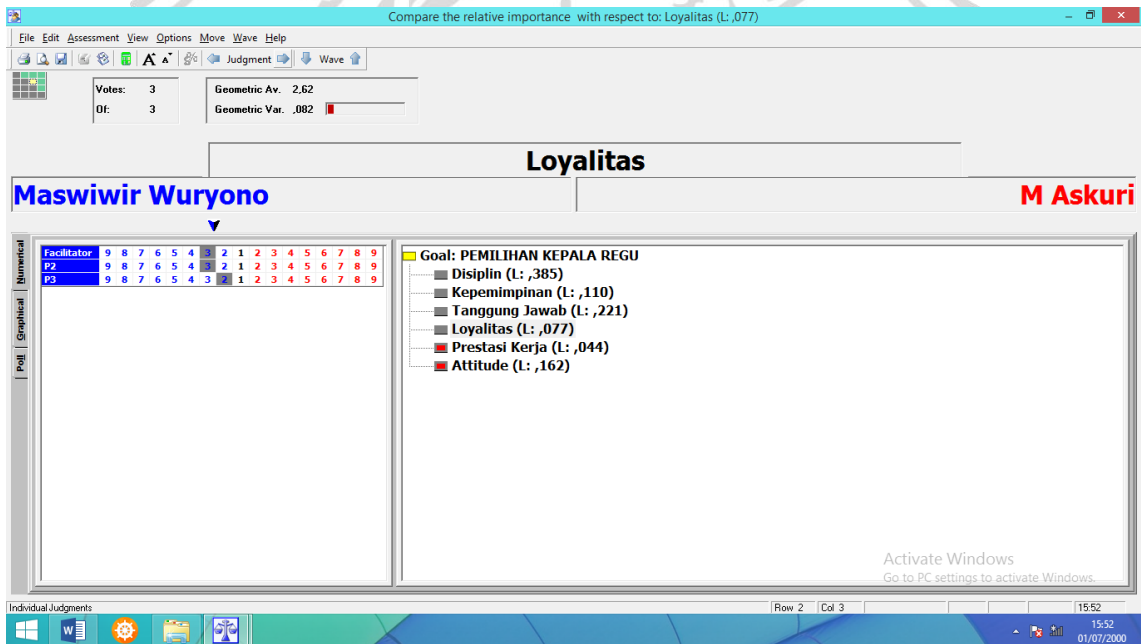 Compare the relative importance with respect to: Loyalitas (L: ,077)
File Edit Assessment View Options Move Wave Help
Judgment Wave
Votes: 3
Of: 3
Geometric Av. 2,62
Geometric Var. ,082
Loyalitas
Maswiwir Wuryono
M Askuri
Numerical
Graphical
Poll
Facilitator 9 8 7 6 5 4 3 2 1 2 3 4 5 6 7 8 9
P2 9 8 7 6 5 4 3 2 1 2 3 4 5 6 7 8 9
P3 9 8 7 6 5 4 3 2 1 2 3 4 5 6 7 8 9
Goal: PEMILIHAN KEPALA REGU
Disiplin (L: ,385)
Kepemimpinan (L: ,110)
Tanggung Jawab (L: ,221)
Loyalitas (L: ,077)
Prestasi Kerja (L: ,044)
Attitude (L: ,162)
Activate Windows
Go to PC settings to activate Windows.
Individual Judgments
Row 2 Col 3
15:52
15:52
01/07/2000